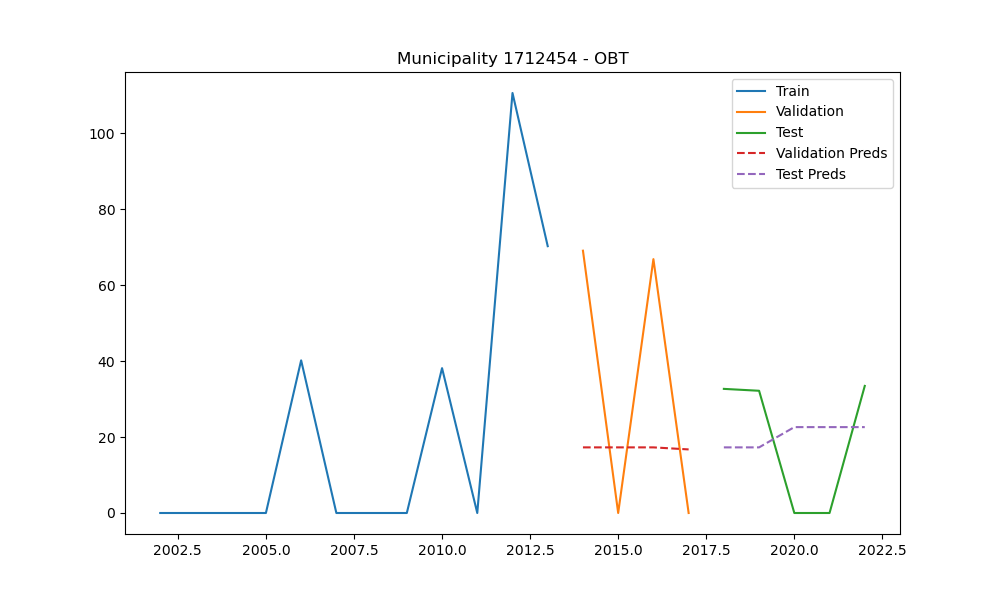 Municipality 1712454 - OBT
Train
Validation
Test
Validation Preds
Test Preds
100
80
60
40
20
0
2002.5 2005.0 2007.5 2010.0 2012.5 2015.0 2017.5 2020.0 2022.5